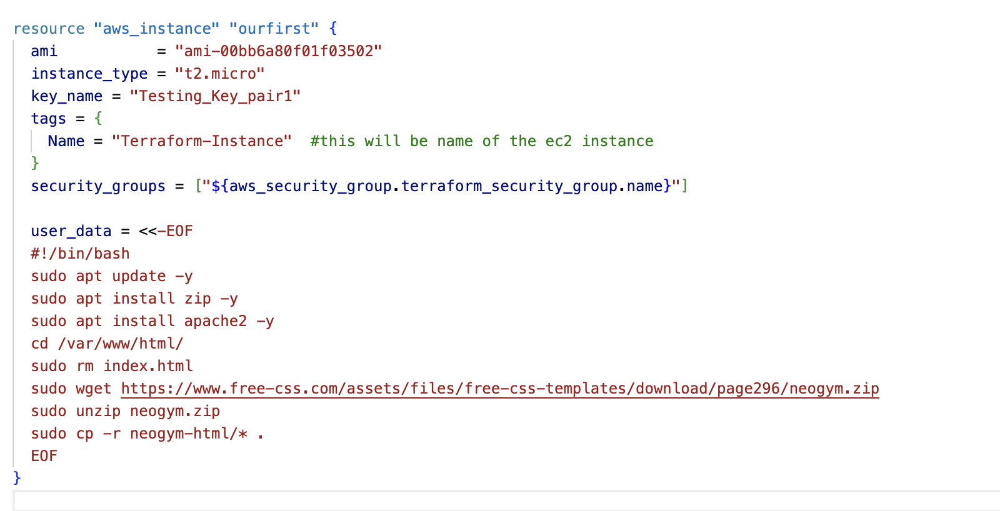 resource "aws_instance" "ourfirst" {
  ami           = "ami-00bb6a80f01f03502"
  instance_type = "t2.micro"
  key_name = "Testing_Key_pair1"
  tags = {
    Name = "Terraform-Instance"  #this will be name of the ec2 instance
  }
  security_groups = ["${aws_security_group.terraform_security_group.name}"]

  user_data = <<-EOF
  #!/bin/bash
  sudo apt update -y
  sudo apt install zip -y
  sudo apt install apache2 -y
  cd /var/www/html/
  sudo rm index.html
  sudo wget https://www.free-css.com/assets/files/free-css-templates/download/page296/neogym.zip
  sudo unzip neogym.zip
  sudo cp -r neogym-html/* .
  EOF
}